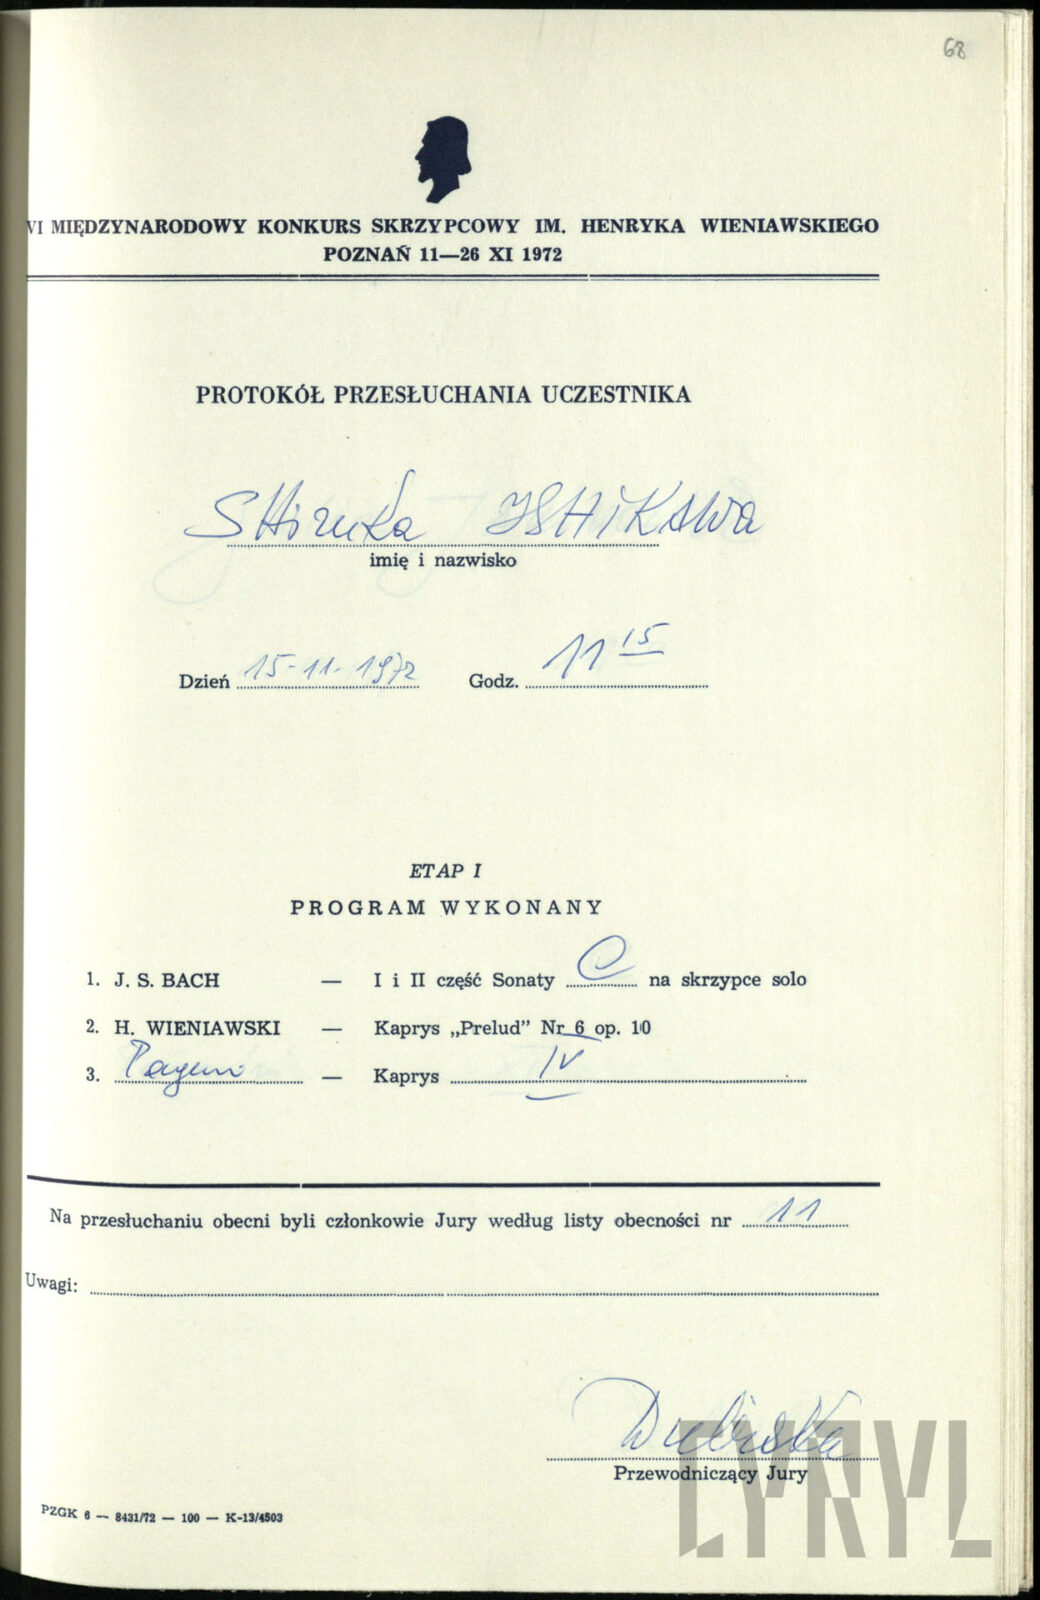 68
VI MIĘDZYNARODOWY KONKURS SKRZYPCOWY IM. HENRYKA WIENIAWSKIEGO
POZNAŃ 11—26 XI 1972
PROTOKÓŁ PRZESŁUCHANIA UCZESTNIKA
SHizuKa ISHiKAWa
imię i nazwisko
Dzień 15-11-1972 Godz. 11 15
ETAP I
PROGRAM WYKONANY
1. J. S. BACH — I i II część Sonaty C na skrzypce solo
2. H. WIENIAWSKI — Kaprys „Prelud” Nr 6 op. 10
3. — Kaprys IV
Na przesłuchaniu obecni byli członkowie Jury według listy obecności nr 11
Uwagi:
Przewodniczący Jury
PZGK 6 — 8431/72 — 100 — K-13/4503
CYRYL